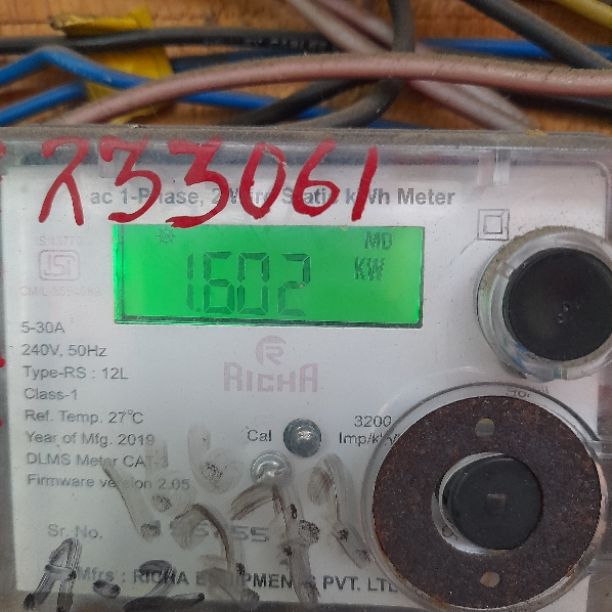 233061
ac 1-Phase, 2 Wire Static kWh Meter
MD
1.602 KW
5-30A
240V, 50Hz
Type-RS : 12L
Class-1
Ref. Temp. 27°C
Year of Mfg. 2019
DLMS Meter CAT
Firmware version 2.05
RICHA
Cal
3200
Imp/k
Sr. No.
Mfrs : RICHA EQUIPMENTS PVT. LTD